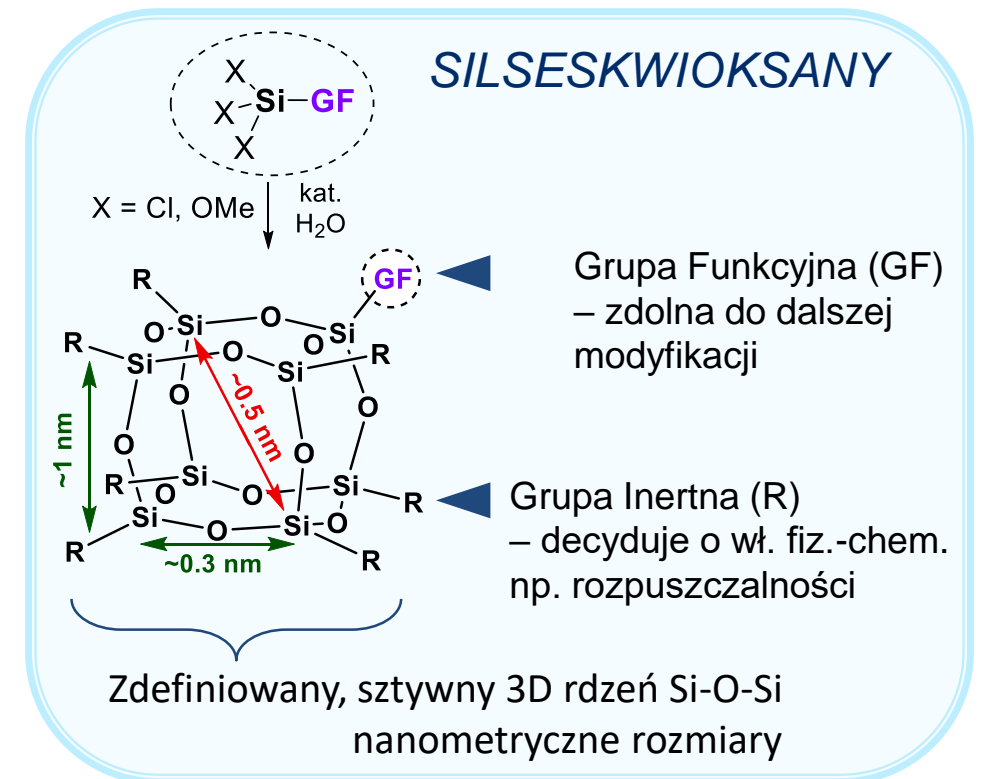 SILSESKWIOKSANY
X
X
X
Si
GF
X = Cl, OMe
kat.
H₂O
GF
Grupa Funkcyjna (GF)
– zdolna do dalszej
modyfikacji
R
R
O
Si
O
Si
O
R
Si
O
Si
O
O
~0.5 nm
~1 nm
O
O
R
Si
O
O
Si
R
Si
O
Si
O
R
R
~0.3 nm
Grupa Inertna (R)
– decyduje o wł. fiz.-chem.
np. rozpuszczalności
Zdefiniowany, sztywny 3D rdzeń Si-O-Si
nanometryczne rozmiary